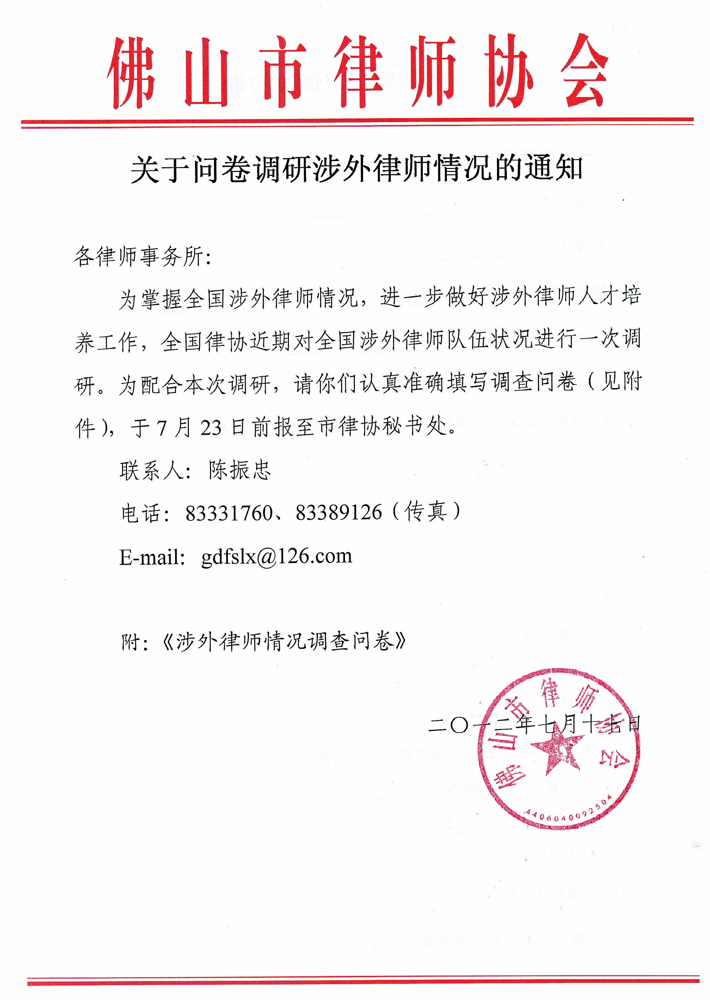 佛山市律师协会
关于问卷调研涉外律师情况的通知
各律师事务所：
为掌握全国涉外律师情况，进一步做好涉外律师人才培
养工作，全国律协近期对全国涉外律师队伍状况进行一次调
研。为配合本次调研，请你们认真准确填写调查问卷（见附
件），于 7 月 23 日前报至市律协秘书处。
联系人： 陈振忠
电话： 83331760、83389126（传真）
E-mail： gdfslx@126.com
附：《涉外律师情况调查问卷》
二〇一二年七月十七日
佛山市律师协会
4406040092504